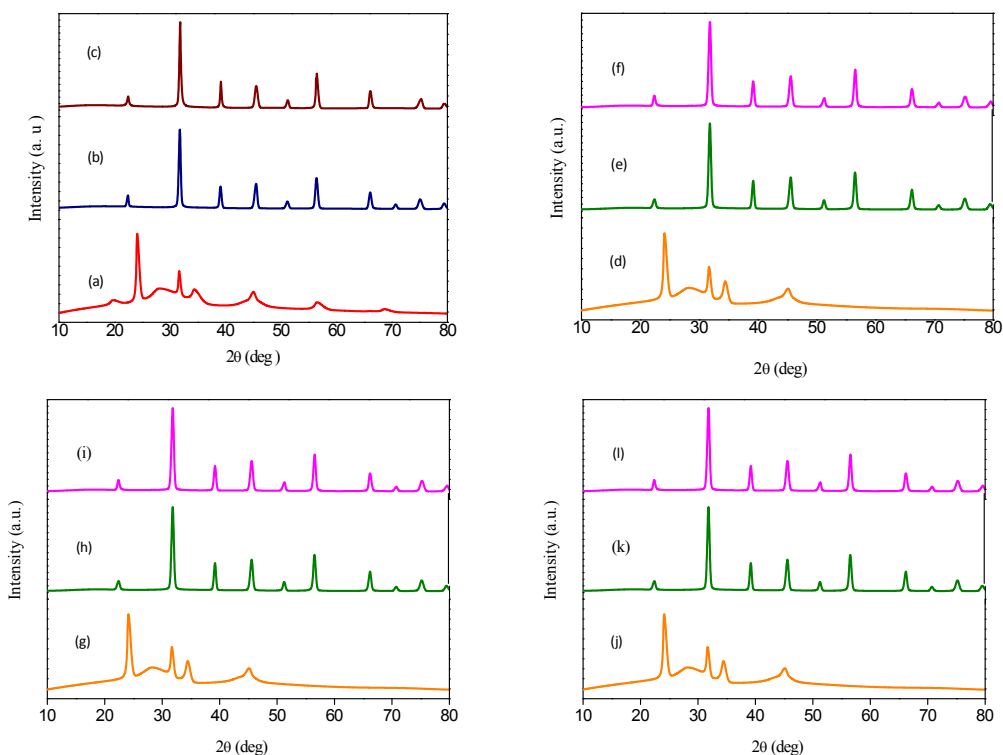 (c)
(b)
(a)
Intensity (a. u)
10 20 30 40 50 60 70 80
2θ (deg )
(f)
(e)
(d)
Intensity (a.u.)
10 20 30 40 50 60 70 80
2θ (deg)
(i)
(h)
(g)
Intensity (a.u.)
10 20 30 40 50 60 70 80
2θ (deg)
(l)
(k)
(j)
Intensity (a.u.)
10 20 30 40 50 60 70 80
2θ (deg)